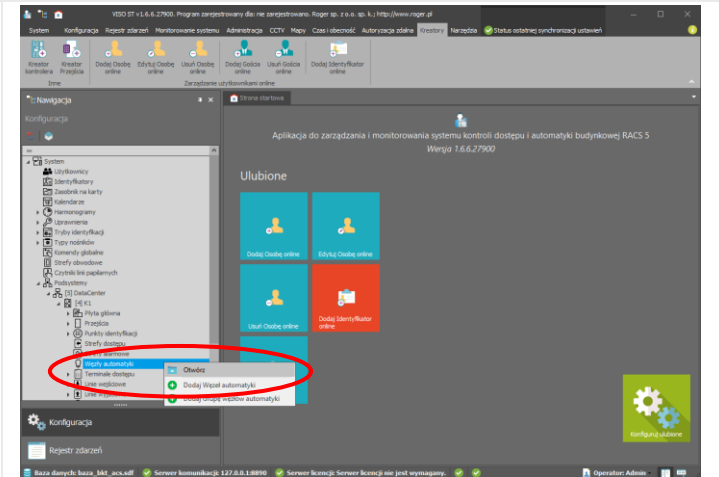 VISO ST v1.6.6.27900. Program zarejestrowany dla: nie zarejestrowano. Roger sp. z o.o. sp. k.; http://www.roger.pl
System Konfiguracja Rejestr zdarzeń Monitorowanie systemu Administracja CCTV Mapy Czas i obecność Autoryzacja zdalna Kreatory Narzędzia Status ostatniej synchronizacji ustawień
Kreator kontrolera
Kreator Przejścia
Dodaj Osobę online
Edytuj Osobę online
Usuń Osobę online
Dodaj Gościa online
Usuń Gościa online
Dodaj Identyfikator online
Inne
Zarządzanie użytkownikami online
Nawigacja
Strona startowa
Konfiguracja
System
Użytkownicy
Identyfikatory
Zasobnik na karty
Kalendarze
Harmonogramy
Uprawnienia
Tryby identyfikacji
Typy nośników
Komendy globalne
Strefy obwodowe
Czytniki linii papilarnych
Podsystemy
[5] DataCenter
[4] K1
Płyta główna
Przejścia
Punkty identyfikacji
Strefy dostępu
Strefy alarmowe
Węzły automatyki
Terminale dostępu
Linie wejściowe
Linie wyjściowe
Otwórz
Dodaj Węzeł automatyki
Dodaj Grupę węzłów automatyki
Aplikacja do zarządzania i monitorowania systemu kontroli dostępu i automatyki budynkowej RACS 5
Wersja 1.6.6.27900
Ulubione
Dodaj Osobę online
Edytuj Osobę online
Usuń Osobę online
Dodaj Identyfikator online
Konfiguruj ulubione
Konfiguracja
Rejestr zdarzeń
Baza danych: baza_bkt_acs.sdf Serwer komunikacji: 127.0.0.1:8890 Serwer licencji: Serwer licencji nie jest wymagany. Operator: Admin